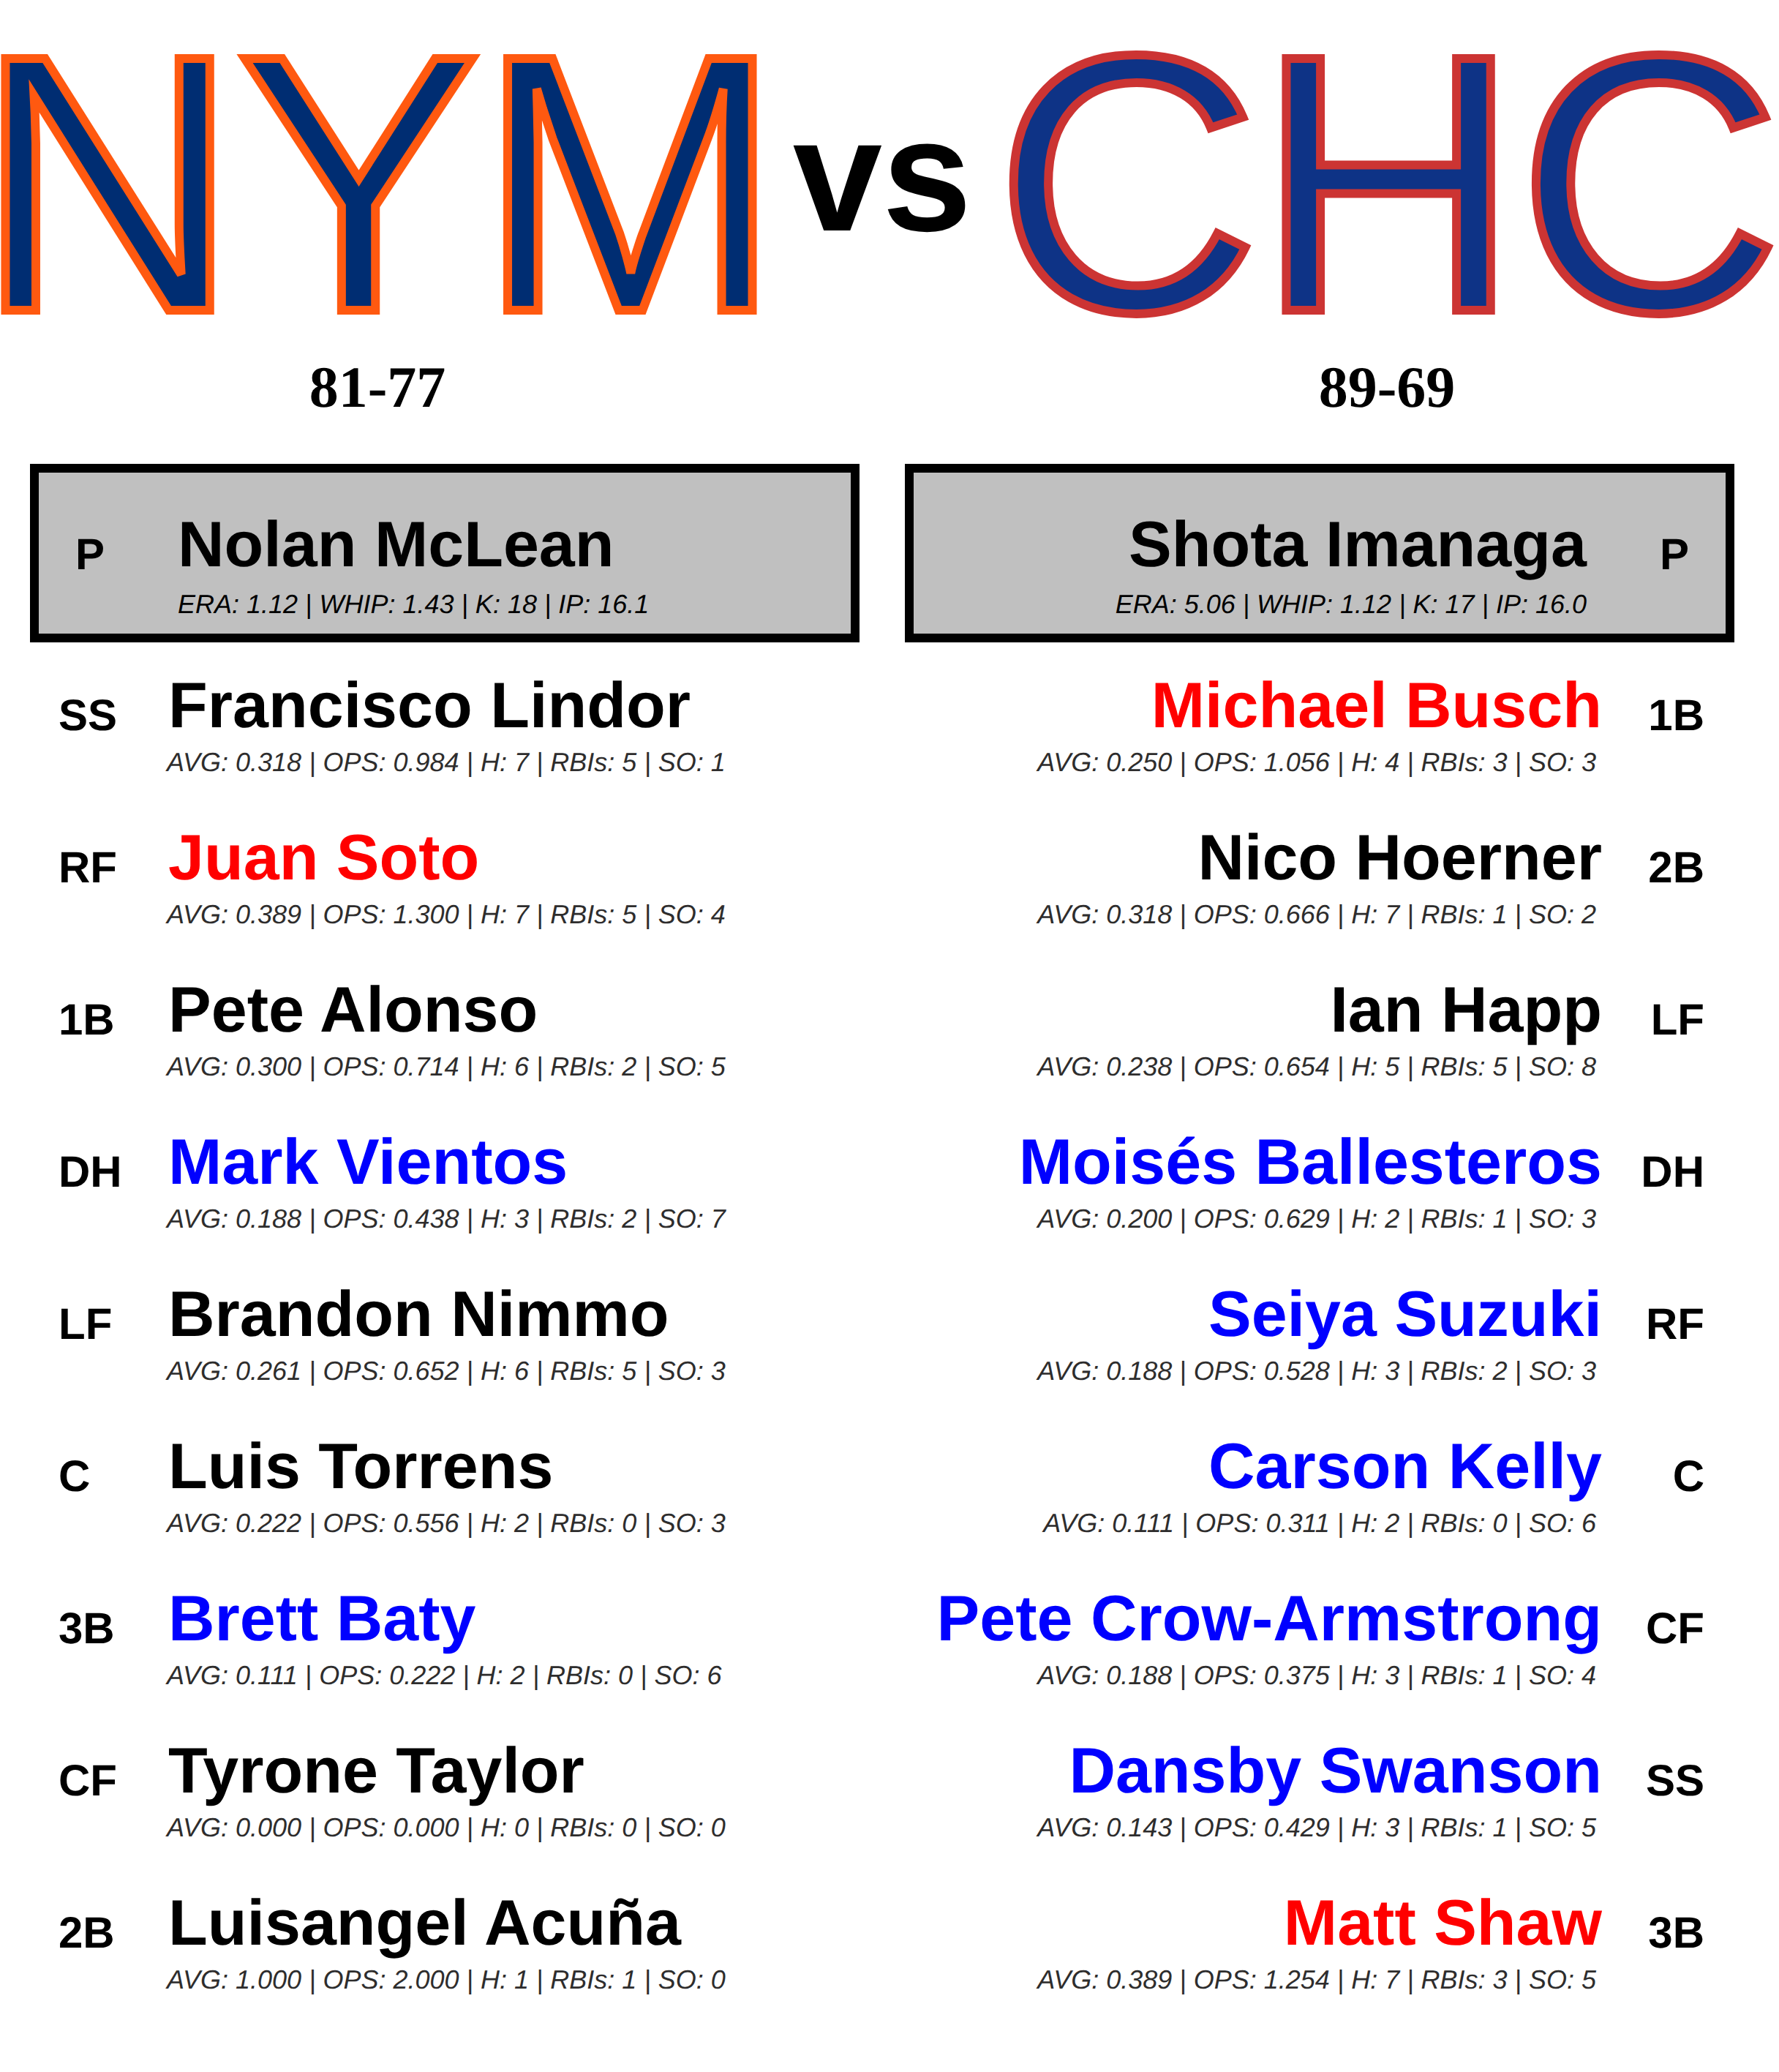 NYM vs CHC
81-77 89-69
P Nolan McLean
ERA: 1.12 | WHIP: 1.43 | K: 18 | IP: 16.1
Shota Imanaga P
ERA: 5.06 | WHIP: 1.12 | K: 17 | IP: 16.0
SS Francisco Lindor
AVG: 0.318 | OPS: 0.984 | H: 7 | RBIs: 5 | SO: 1
RF Juan Soto
AVG: 0.389 | OPS: 1.300 | H: 7 | RBIs: 5 | SO: 4
1B Pete Alonso
AVG: 0.300 | OPS: 0.714 | H: 6 | RBIs: 2 | SO: 5
DH Mark Vientos
AVG: 0.188 | OPS: 0.438 | H: 3 | RBIs: 2 | SO: 7
LF Brandon Nimmo
AVG: 0.261 | OPS: 0.652 | H: 6 | RBIs: 5 | SO: 3
C Luis Torrens
AVG: 0.222 | OPS: 0.556 | H: 2 | RBIs: 0 | SO: 3
3B Brett Baty
AVG: 0.111 | OPS: 0.222 | H: 2 | RBIs: 0 | SO: 6
CF Tyrone Taylor
AVG: 0.000 | OPS: 0.000 | H: 0 | RBIs: 0 | SO: 0
2B Luisangel Acuña
AVG: 1.000 | OPS: 2.000 | H: 1 | RBIs: 1 | SO: 0
Michael Busch 1B
AVG: 0.250 | OPS: 1.056 | H: 4 | RBIs: 3 | SO: 3
Nico Hoerner 2B
AVG: 0.318 | OPS: 0.666 | H: 7 | RBIs: 1 | SO: 2
Ian Happ LF
AVG: 0.238 | OPS: 0.654 | H: 5 | RBIs: 5 | SO: 8
Moisés Ballesteros DH
AVG: 0.200 | OPS: 0.629 | H: 2 | RBIs: 1 | SO: 3
Seiya Suzuki RF
AVG: 0.188 | OPS: 0.528 | H: 3 | RBIs: 2 | SO: 3
Carson Kelly C
AVG: 0.111 | OPS: 0.311 | H: 2 | RBIs: 0 | SO: 6
Pete Crow-Armstrong CF
AVG: 0.188 | OPS: 0.375 | H: 3 | RBIs: 1 | SO: 4
Dansby Swanson SS
AVG: 0.143 | OPS: 0.429 | H: 3 | RBIs: 1 | SO: 5
Matt Shaw 3B
AVG: 0.389 | OPS: 1.254 | H: 7 | RBIs: 3 | SO: 5